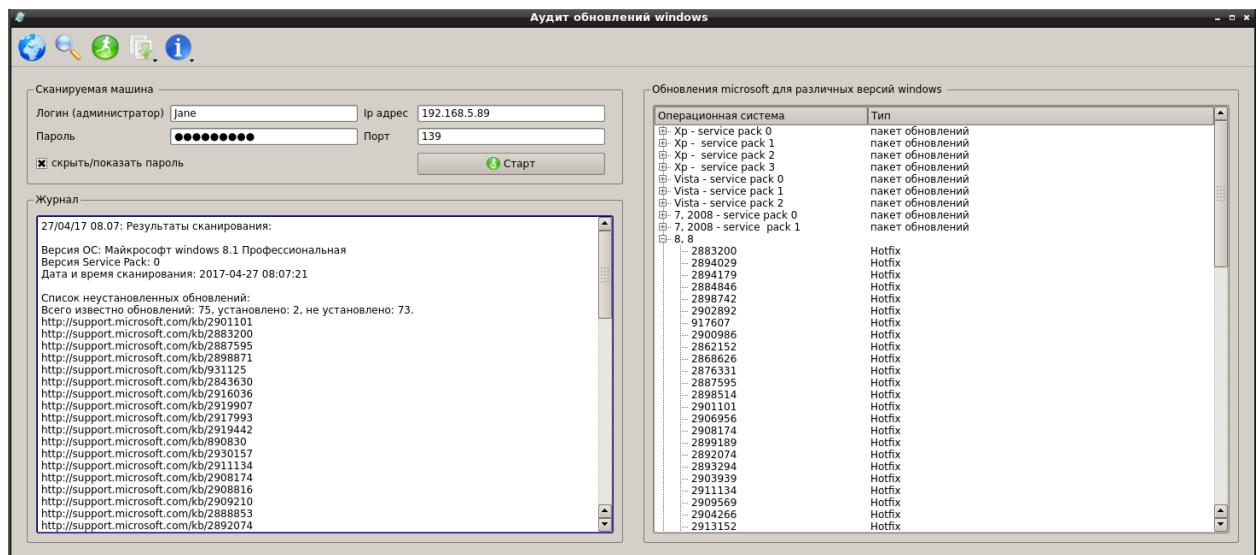 Аудит обновлений windows
Сканируемая машина
Логин (администратор) Jane Ip адрес 192.168.5.89
Пароль ●●●●●●●●● Порт 139
скрыть/показать пароль Старт
Журнал
27/04/17 08.07: Результаты сканирования:
Версия ОС: Майкрософт windows 8.1 Профессиональная
Версия Service Pack: 0
Дата и время сканирования: 2017-04-27 08:07:21
Список неустановленных обновлений:
Всего известно обновлений: 75, установлено: 2, не установлено: 73.
http://support.microsoft.com/kb/2901101
http://support.microsoft.com/kb/2883200
http://support.microsoft.com/kb/2887595
http://support.microsoft.com/kb/2898871
http://support.microsoft.com/kb/931125
http://support.microsoft.com/kb/2843630
http://support.microsoft.com/kb/2916036
http://support.microsoft.com/kb/2919907
http://support.microsoft.com/kb/2917993
http://support.microsoft.com/kb/2919442
http://support.microsoft.com/kb/890830
http://support.microsoft.com/kb/2930157
http://support.microsoft.com/kb/2911134
http://support.microsoft.com/kb/2908174
http://support.microsoft.com/kb/2908816
http://support.microsoft.com/kb/2909210
http://support.microsoft.com/kb/2888853
http://support.microsoft.com/kb/2892074
Обновления microsoft для различных версий windows
Операционная система Тип
Xp - service pack 0 пакет обновлений
Xp - service pack 1 пакет обновлений
Xp - service pack 2 пакет обновлений
Xp - service pack 3 пакет обновлений
Vista - service pack 0 пакет обновлений
Vista - service pack 1 пакет обновлений
Vista - service pack 2 пакет обновлений
7, 2008 - service pack 0 пакет обновлений
7, 2008 - service pack 1 пакет обновлений
8, 8
2883200 Hotfix
2894029 Hotfix
2894179 Hotfix
2884846 Hotfix
2898742 Hotfix
2902892 Hotfix
917607 Hotfix
2900986 Hotfix
2862152 Hotfix
2868626 Hotfix
2876331 Hotfix
2887595 Hotfix
2898514 Hotfix
2901101 Hotfix
2906956 Hotfix
2908174 Hotfix
2899189 Hotfix
2892074 Hotfix
2893294 Hotfix
2903939 Hotfix
2911134 Hotfix
2909569 Hotfix
2904266 Hotfix
2913152 Hotfix